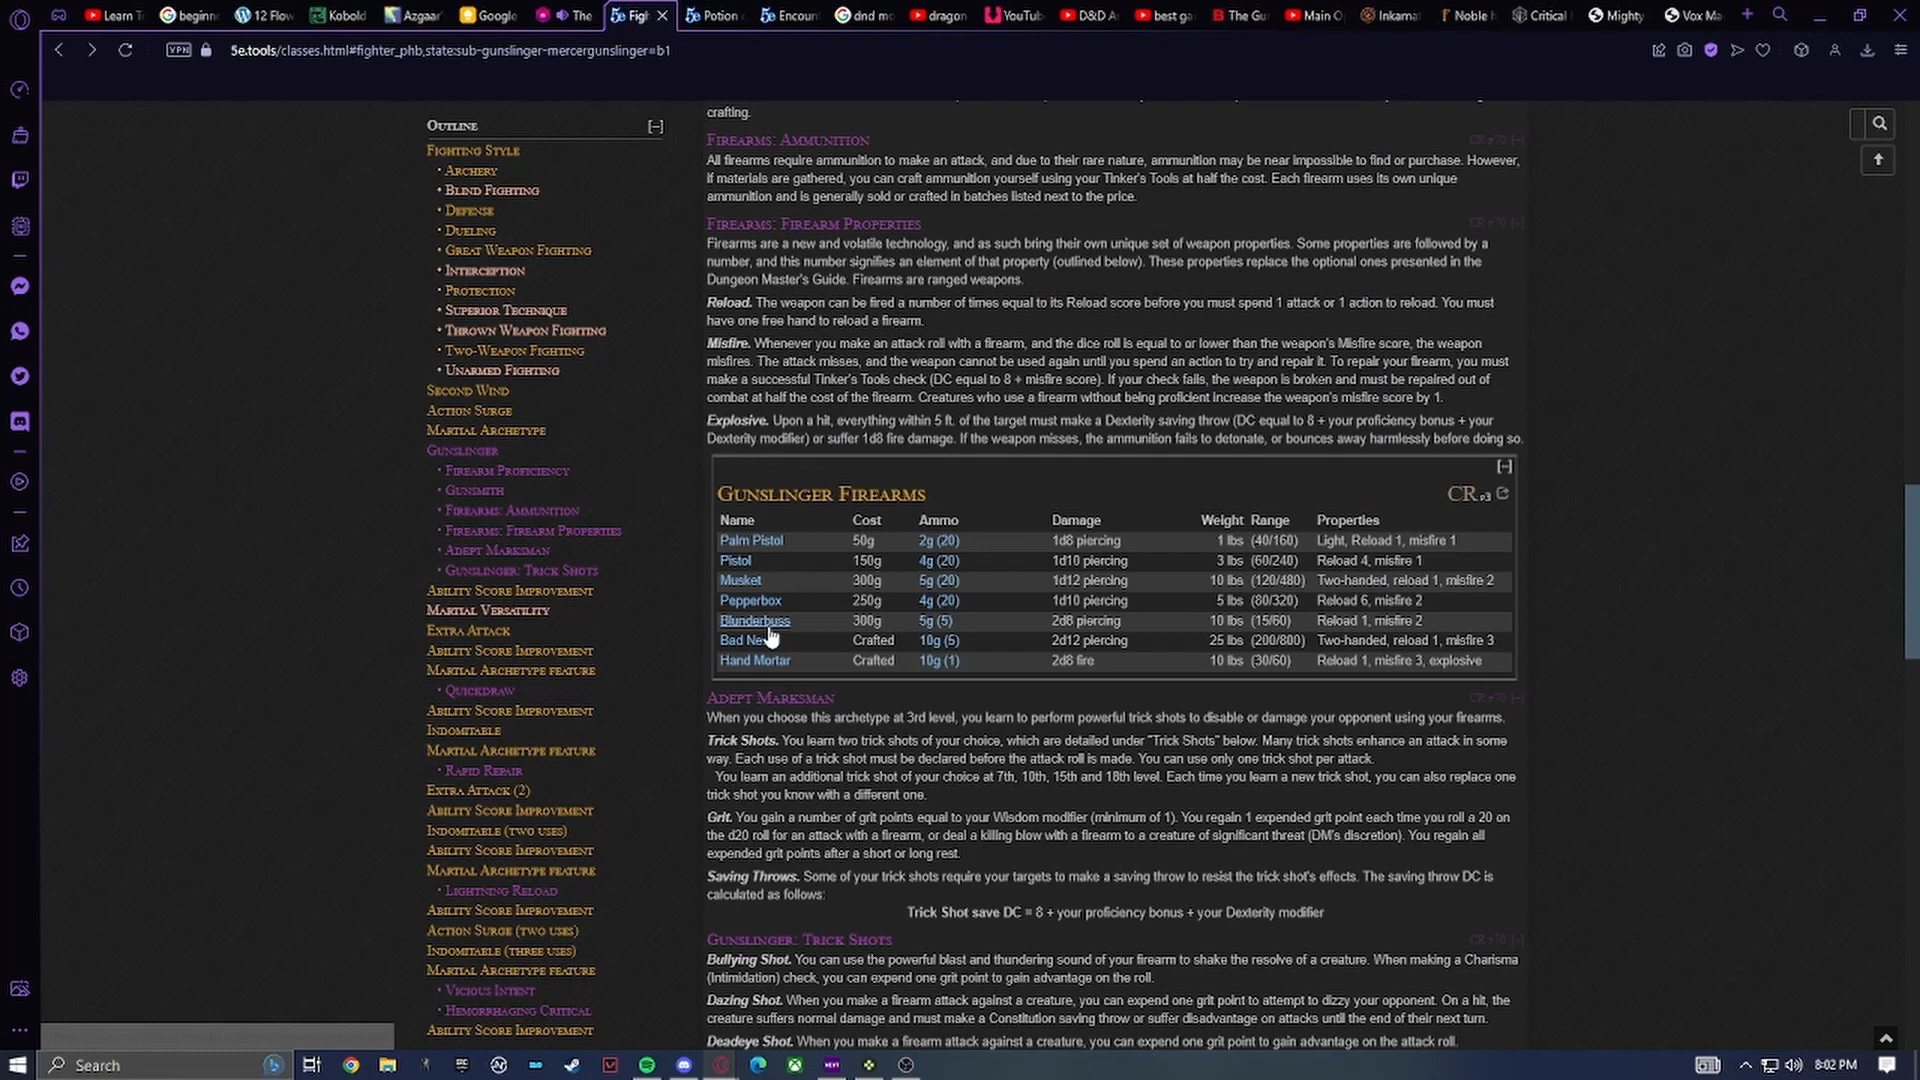 Learn T
beginn
12 Flow
Kobold
Azgaar
Google
The
Fig
Potion
Encoun
dnd mo
dragon
YouTub
D&D A
best ga
The Gu
Main O
Inkarna
Noble h
Critical
Mighty
Vox Ma
VPN
5e.tools/classes.html#fighter_phb,state:sub-gunslinger-mercergunslinger=b1
Outline [–]
Fighting Style
• Archery
• Blind Fighting
• Defense
• Dueling
• Great Weapon Fighting
• Interception
• Protection
• Superior Technique
• Thrown Weapon Fighting
• Two-Weapon Fighting
• Unarmed Fighting
Second Wind
Action Surge
Martial Archetype
Gunslinger
• Firearm Proficiency
• Gunsmith
• Firearms: Ammunition
• Firearms: Firearm Properties
• Adept Marksman
• Gunslinger: Trick Shots
Ability Score Improvement
Martial Versatility
Extra Attack
Ability Score Improvement
Martial Archetype Feature
• Quickdraw
Ability Score Improvement
Indomitable
Martial Archetype Feature
• Rapid Repair
Extra Attack (2)
Ability Score Improvement
Indomitable (two uses)
Ability Score Improvement
Martial Archetype Feature
• Lightning Reload
Ability Score Improvement
Action Surge (two uses)
Indomitable (three uses)
Martial Archetype Feature
• Vicious Intent
• Hemorrhaging Critical
Ability Score Improvement
crafting.
Firearms: Ammunition CR p70 [–]
All firearms require ammunition to make an attack, and due to their rare nature, ammunition may be near impossible to find or purchase. However,
if materials are gathered, you can craft ammunition yourself using your Tinker's Tools at half the cost. Each firearm uses its own unique
ammunition and is generally sold or crafted in batches listed next to the price.
Firearms: Firearm Properties CR p70 [–]
Firearms are a new and volatile technology, and as such bring their own unique set of weapon properties. Some properties are followed by a
number, and this number signifies an element of that property (outlined below). These properties replace the optional ones presented in the
Dungeon Master's Guide. Firearms are ranged weapons.
Reload. The weapon can be fired a number of times equal to its Reload score before you must spend 1 attack or 1 action to reload. You must
have one free hand to reload a firearm.
Misfire. Whenever you make an attack roll with a firearm, and the dice roll is equal to or lower than the weapon's Misfire score, the weapon
misfires. The attack misses, and the weapon cannot be used again until you spend an action to try and repair it. To repair your firearm, you must
make a successful Tinker's Tools check (DC equal to 8 + misfire score). If your check fails, the weapon is broken and must be repaired out of
combat at half the cost of the firearm. Creatures who use a firearm without being proficient increase the weapon's misfire score by 1.
Explosive. Upon a hit, everything within 5 ft. of the target must make a Dexterity saving throw (DC equal to 8 + your proficiency bonus + your
Dexterity modifier) or suffer 1d8 fire damage. If the weapon misses, the ammunition fails to detonate, or bounces away harmlessly before doing so.
[–]
Gunslinger Firearms CR p3
Name Cost Ammo Damage Weight Range Properties
Palm Pistol 50g 2g (20) 1d8 piercing 1 lbs (40/160) Light, Reload 1, misfire 1
Pistol 150g 4g (20) 1d10 piercing 3 lbs (60/240) Reload 4, misfire 1
Musket 300g 5g (20) 1d12 piercing 10 lbs (120/480) Two-handed, reload 1, misfire 2
Pepperbox 250g 4g (20) 1d10 piercing 5 lbs (80/320) Reload 6, misfire 2
Blunderbuss 300g 5g (5) 2d8 piercing 10 lbs (15/60) Reload 1, misfire 2
Bad Crafted 10g (5) 2d12 piercing 25 lbs (200/800) Two-handed, reload 1, misfire 3
Hand Mortar Crafted 10g (1) 2d8 fire 10 lbs (30/60) Reload 1, misfire 3, explosive
Adept Marksman CR p70 [–]
When you choose this archetype at 3rd level, you learn to perform powerful trick shots to disable or damage your opponent using your firearms.
Trick Shots. You learn two trick shots of your choice, which are detailed under "Trick Shots" below. Many trick shots enhance an attack in some
way. Each use of a trick shot must be declared before the attack roll is made. You can use only one trick shot per attack.
You learn an additional trick shot of your choice at 7th, 10th, 15th and 18th level. Each time you learn a new trick shot, you can also replace one
trick shot you know with a different one.
Grit. You gain a number of grit points equal to your Wisdom modifier (minimum of 1). You regain 1 expended grit point each time you roll a 20 on
the d20 roll for an attack with a firearm, or deal a killing blow with a firearm to a creature of significant threat (DM's discretion). You regain all
expended grit points after a short or long rest.
Saving Throws. Some of your trick shots require your targets to make a saving throw to resist the trick shot's effects. The saving throw DC is
calculated as follows:
Trick Shot save DC = 8 + your proficiency bonus + your Dexterity modifier
Gunslinger: Trick Shots CR p70 [–]
Bullying Shot. You can use the powerful blast and thundering sound of your firearm to shake the resolve of a creature. When making a Charisma
(Intimidation) check, you can expend one grit point to gain advantage on the roll.
Dazing Shot. When you make a firearm attack against a creature, you can expend one grit point to attempt to dizzy your opponent. On a hit, the
creature suffers normal damage and must make a Constitution saving throw or suffer disadvantage on attacks until the end of their next turn.
Deadeye Shot. When you make a firearm attack against a creature, you can expend one grit point to gain advantage on the attack roll.
Search
8:02 PM